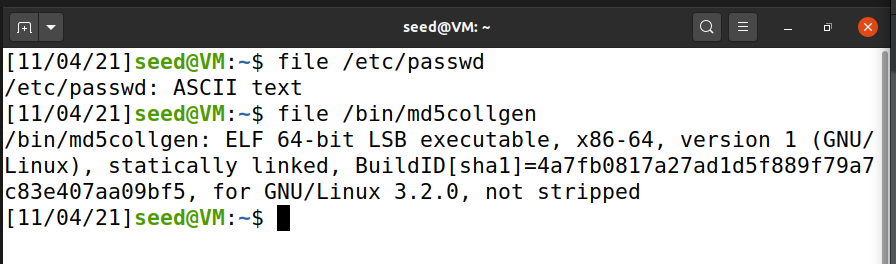 seed@VM: ~
[11/04/21]seed@VM:~$ file /etc/passwd
/etc/passwd: ASCII text
[11/04/21]seed@VM:~$ file /bin/md5collgen
/bin/md5collgen: ELF 64-bit LSB executable, x86-64, version 1 (GNU/
Linux), statically linked, BuildID[sha1]=4a7fb0817a27ad1d5f889f79a7
c83e407aa09bf5, for GNU/Linux 3.2.0, not stripped
[11/04/21]seed@VM:~$